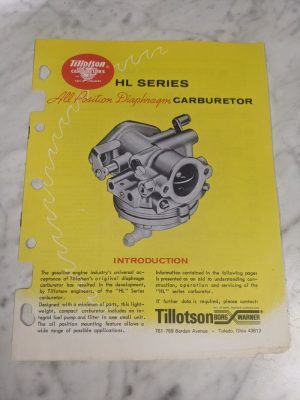 Tillotson
CARBURETORS
HL SERIES
All Position Diaphragm CARBURETOR
INTRODUCTION
The gasoline engine industry's universal ac-
ceptance of Tillotson's original diaphragm
carburetor has resulted in the development,
by Tillotson engineers, of the "HL" Series
carburetor.
Designed with a minimum of parts, this light-
weight, compact carburetor includes an in-
tegral fuel pump and filter in one small unit.
The all position mounting feature allows a
wide range of possible applications.
Information contained in the following pages
is presented as an aid to understanding con-
struction, operation and servicing of the
"HL" series carburetor.
If further data is required, please contact:
Tillotson BORG WARNER
761-769 Berdan Avenue • Toledo, Ohio 43612